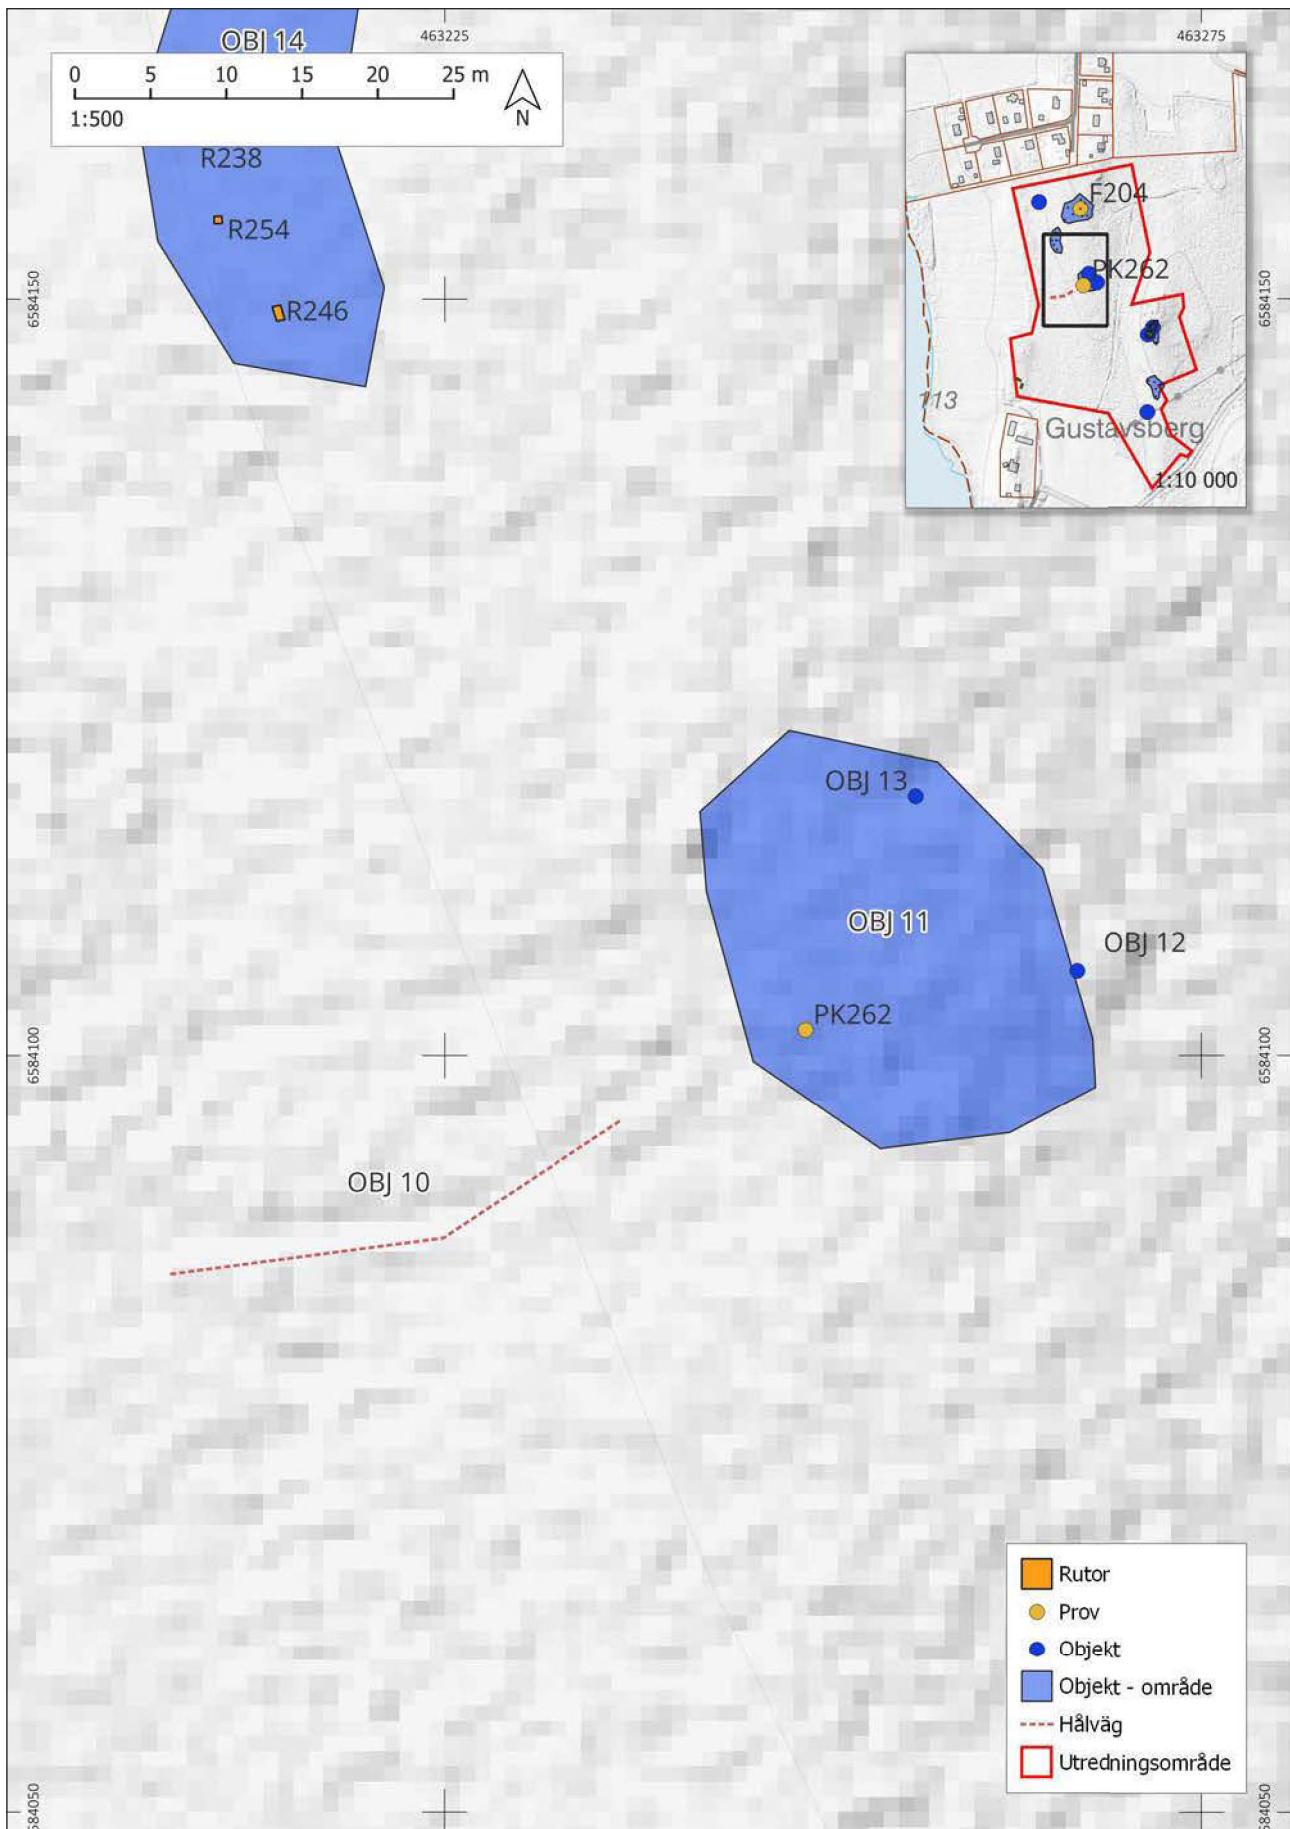 463225
463275
OBJ 14
0 5 10 15 20 25 m
1:500
N
R238
R254
R246
6584150
6584150
F204
PK262
113
Gustavsberg
1:10 000
OBJ 13
OBJ 11
OBJ 12
PK262
6584100
6584100
OBJ 10
Rutor
Prov
Objekt
Objekt - område
Hålväg
Utredningsområde
584050
584050